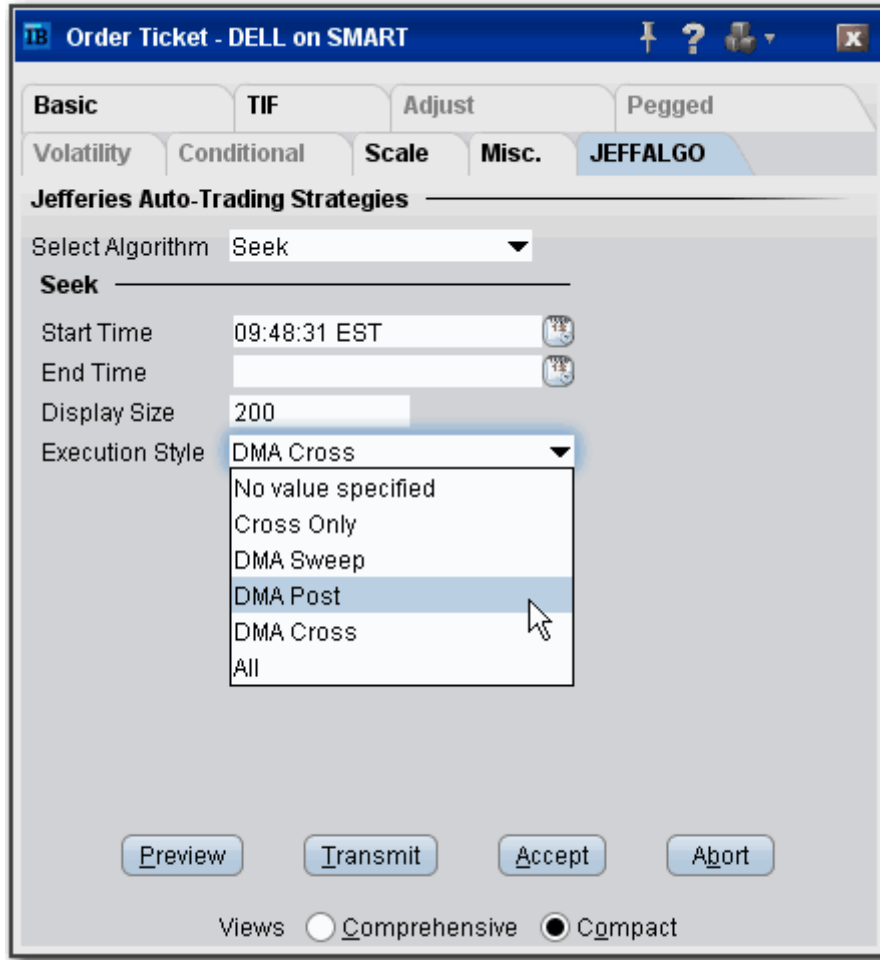 IB Order Ticket - DELL on SMART ?
Basic TIF Adjust Pegged
Volatility Conditional Scale Misc. JEFFALGO
Jefferies Auto-Trading Strategies
Select Algorithm Seek
Seek
Start Time 09:48:31 EST
End Time
Display Size 200
Execution Style DMA Cross
No value specified
Cross Only
DMA Sweep
DMA Post
DMA Cross
All
Preview Transmit Accept Abort
Views Comprehensive Compact